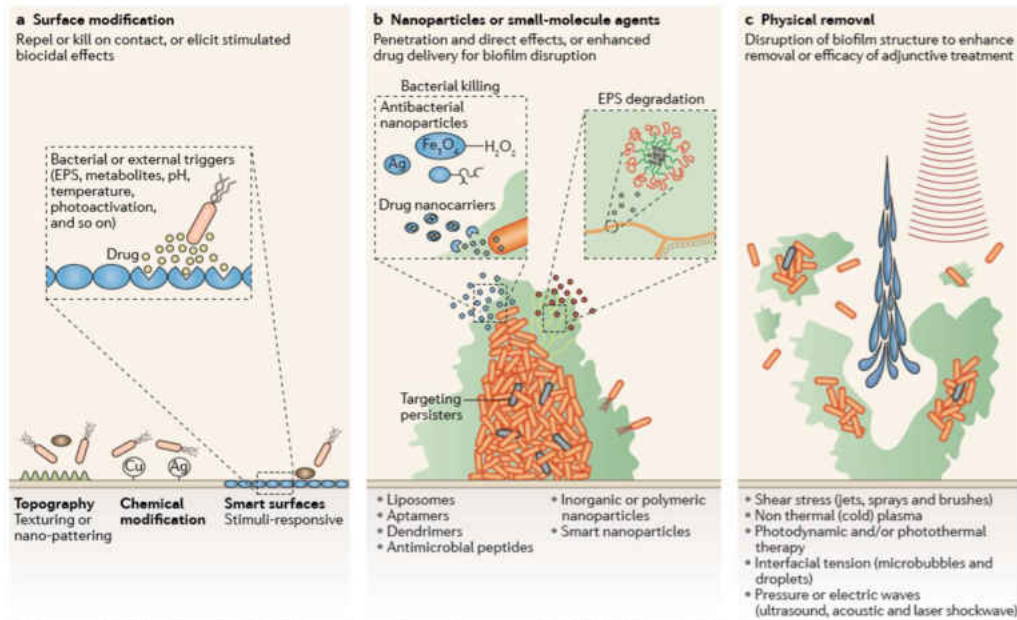 a Surface modification
Repel or kill on contact, or elicit stimulated
biocidal effects
Bacterial or external triggers
(EPS, metabolites, pH,
temperature,
photoactivation,
and so on)
Drug
Cu
Ag
Topography
Texturing or
nano-pattering
Chemical
modification
Smart surfaces
Stimuli-responsive
b Nanoparticles or small-molecule agents
Penetration and direct effects, or enhanced
drug delivery for biofilm disruption
Bacterial killing
Antibacterial
nanoparticles
Fe₃O₄
H₂O₂
Ag
Drug nanocarriers
EPS degradation
Targeting
persisters
• Liposomes
• Aptamers
• Dendrimers
• Antimicrobial peptides
• Inorganic or polymeric
nanoparticles
• Smart nanoparticles
c Physical removal
Disruption of biofilm structure to enhance
removal or efficacy of adjunctive treatment
• Shear stress (jets, sprays and brushes)
• Non thermal (cold) plasma
• Photodynamic and/or photothermal
therapy
• Interfacial tension (microbubbles and
droplets)
• Pressure or electric waves
(ultrasound, acoustic and laser shockwave)